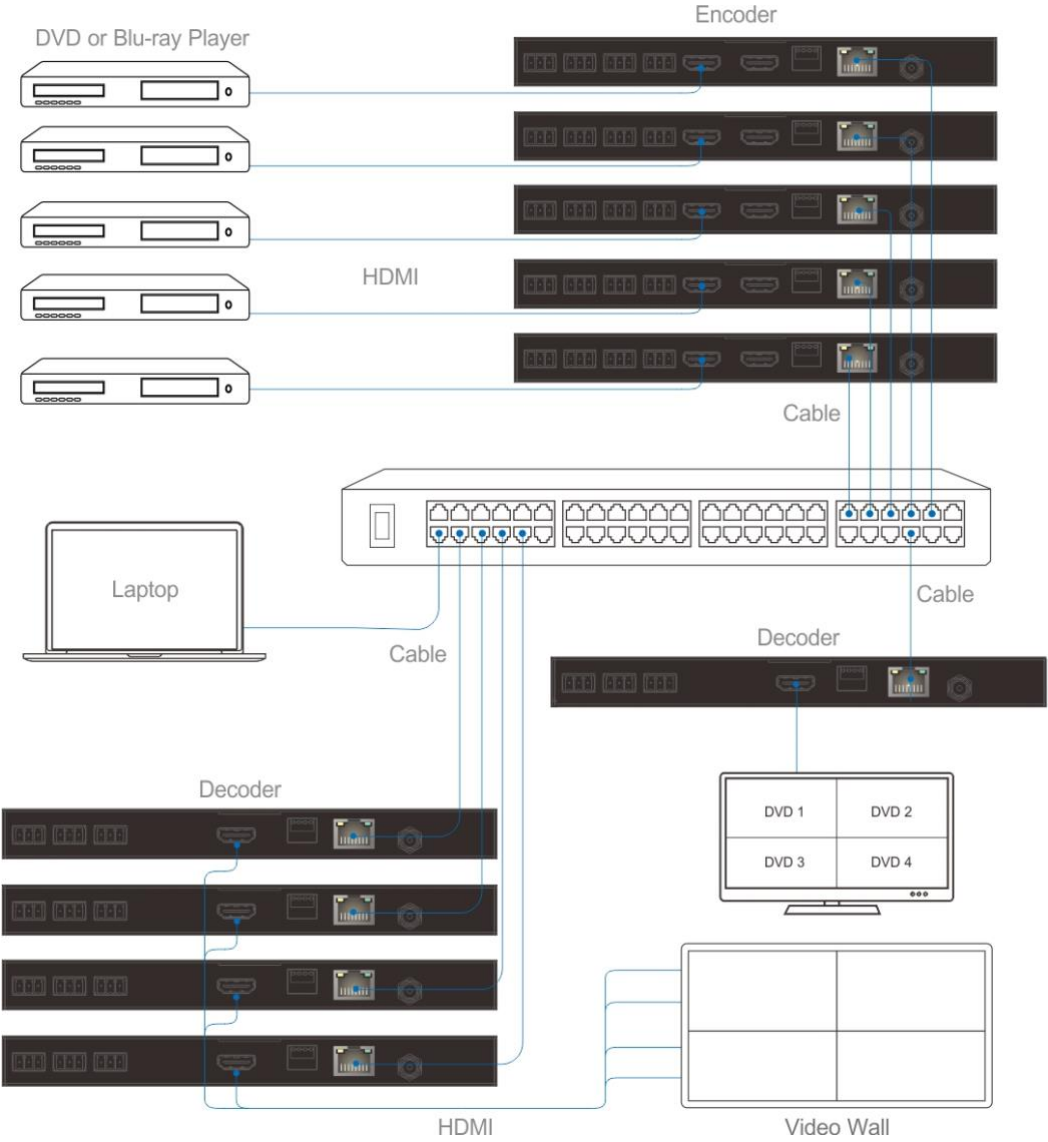 Encoder
DVD or Blu-ray Player
HDMI
Cable
Laptop
Cable
Cable
Decoder
Decoder
DVD 1 DVD 2
DVD 3 DVD 4
HDMI
Video Wall